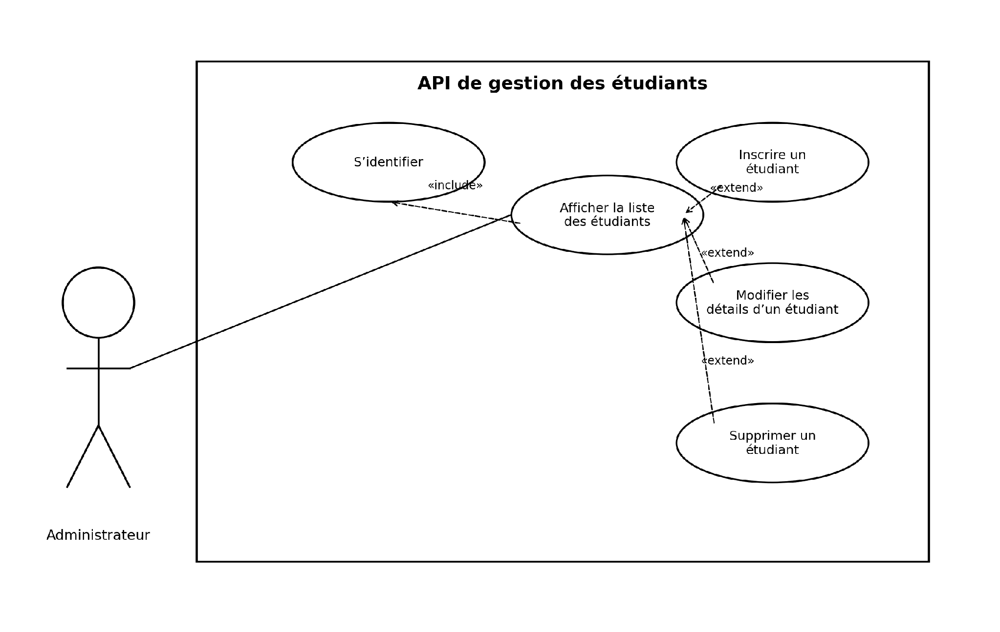 API de gestion des étudiants
S’identifier
«include»
Inscrire un
étudiant
«extend»
Afficher la liste
des étudiants
«extend»
Modifier les
détails d’un étudiant
«extend»
Supprimer un
étudiant
Administrateur